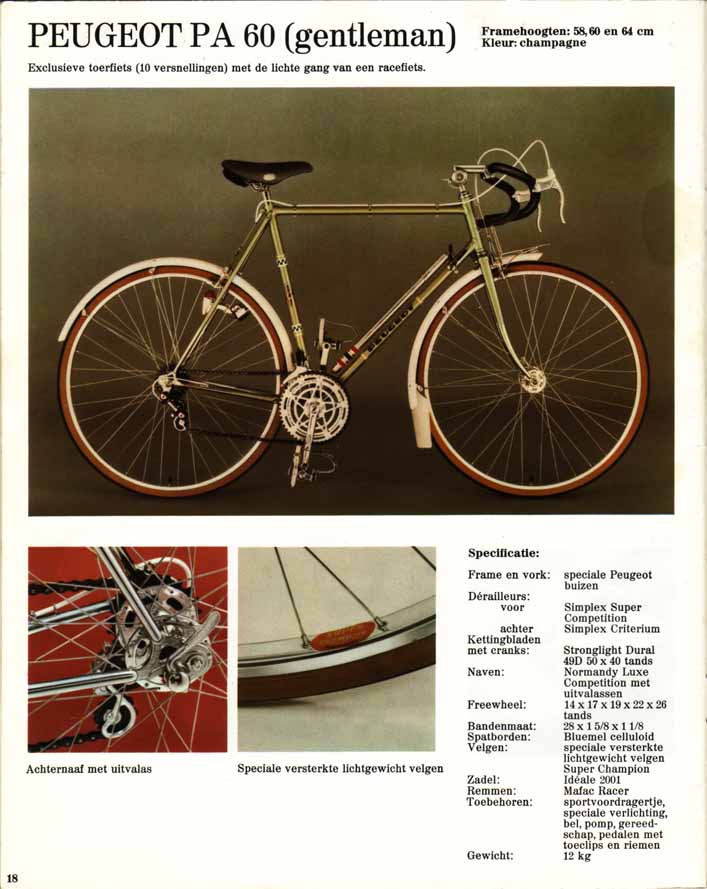 PEUGEOT PA 60 (gentleman)
Framehoogten: 58, 60 en 64 cm
Kleur: champagne
Exclusieve toerfiets (10 versnellingen) met de lichte gang van een racefiets.
PEUGEOT
Achternaaf met uitvalas
Speciale versterkte lichtgewicht velgen
Specificatie:
Frame en vork: speciale Peugeot
buizen
Dérailleurs:
voor Simplex Super
Competition
achter Simplex Criterium
Kettingbladen
met cranks: Stronglight Dural
49D 50 x 40 tands
Naven: Normandy Luxe
Competition met
uitvalassen
Freewheel: 14 x 17 x 19 x 22 x 26
tands
Bandenmaat: 28 x 1 5/8 x 1 1/8
Spatborden: Bluemel celluloid
Velgen: speciale versterkte
lichtgewicht velgen
Super Champion
Zadel: Idéale 2001
Remmen: Mafac Racer
Toebehoren: sportvoordragertje,
speciale verlichting,
bel, pomp, gereed-
schap, pedalen met
toeclips en riemen
Gewicht: 12 kg
18